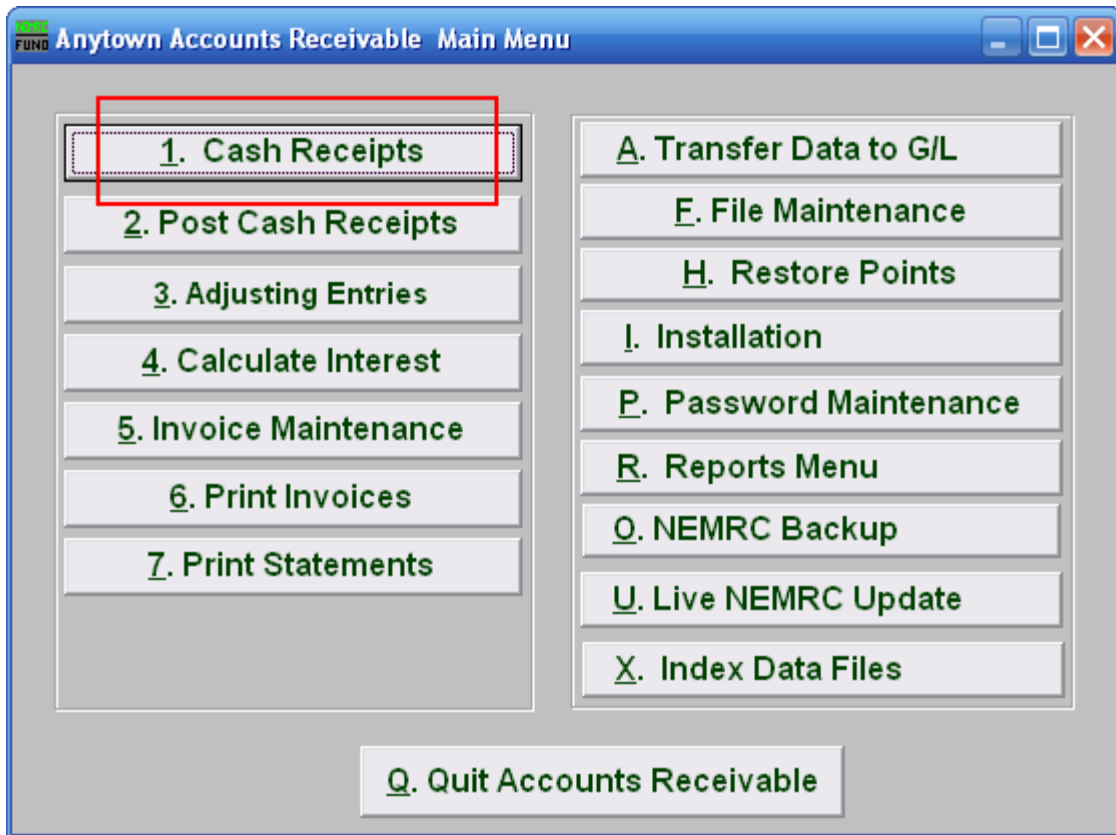 NEMRC
FUND Anytown Accounts Receivable Main Menu
1. Cash Receipts
2. Post Cash Receipts
3. Adjusting Entries
4. Calculate Interest
5. Invoice Maintenance
6. Print Invoices
7. Print Statements
A. Transfer Data to G/L
F. File Maintenance
H. Restore Points
I. Installation
P. Password Maintenance
R. Reports Menu
O. NEMRC Backup
U. Live NEMRC Update
X. Index Data Files
Q. Quit Accounts Receivable